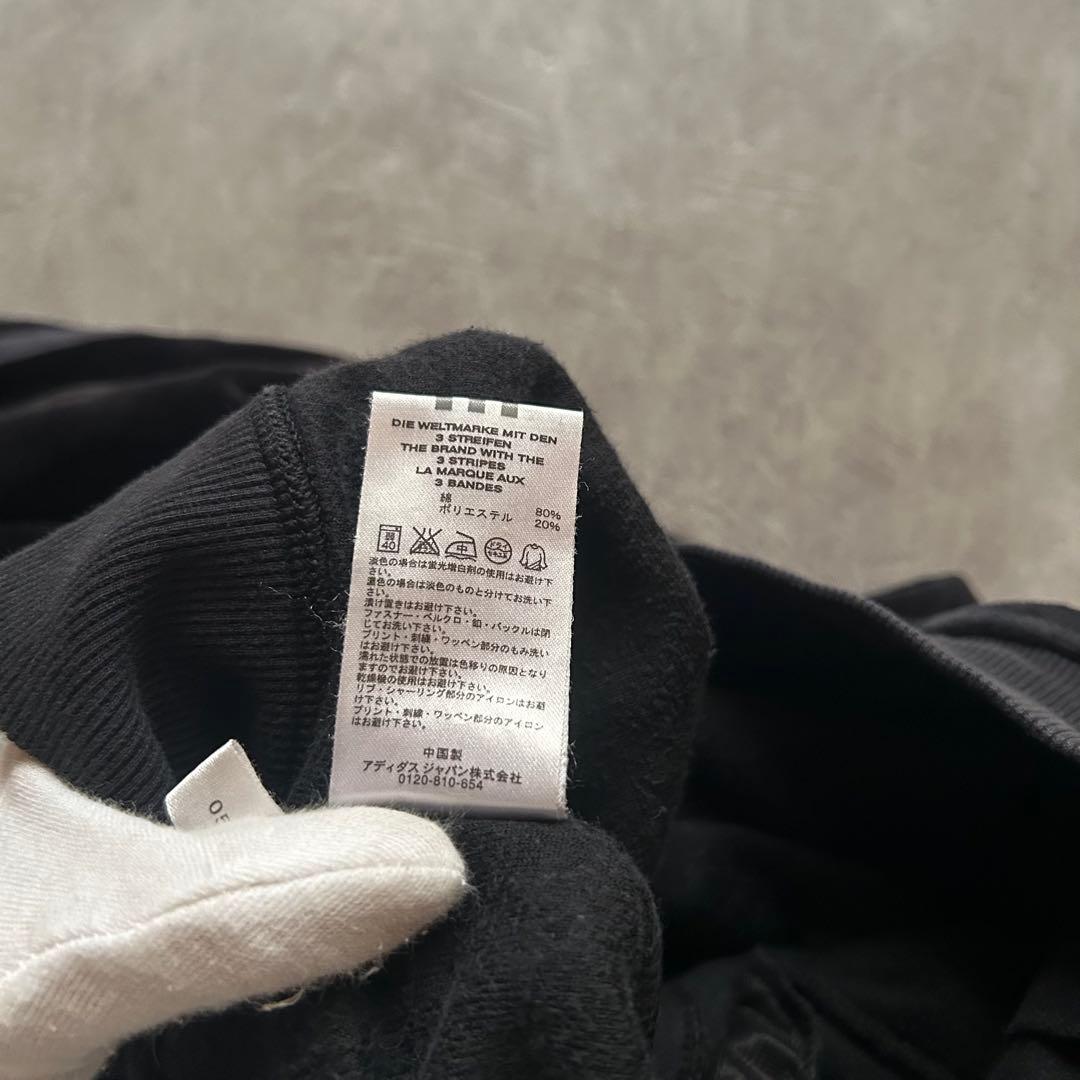 DIE WELTMARKE MIT DEN
3 STREIFEN
THE BRAND WITH THE
3 STRIPES
LA MARQUE AUX
3 BANDES
綿 80%
ポリエステル 20%
弱
40
中
ドライ
セキユ系
淡色の場合は蛍光増白剤の使用はお避け下
さい。
濃色の場合は淡色のものと分けてお洗い下
さい。
漬け置きはお避け下さい。
ファスナー・ベルクロ・釦・バックルは閉
じてお洗い下さい。
プリント・刺繍・ワッペン部分のもみ洗い
はお避け下さい。
濡れた状態での放置は色移りの原因となり
ますのでお避け下さい。
乾燥機の使用はお避け下さい。
リブ・シャーリング部分のアイロンはお避
け下さい。
プリント・刺繍・ワッペン部分のアイロン
はお避け下さい。
中国製
アディダス ジャパン株式会社
0120-810-654